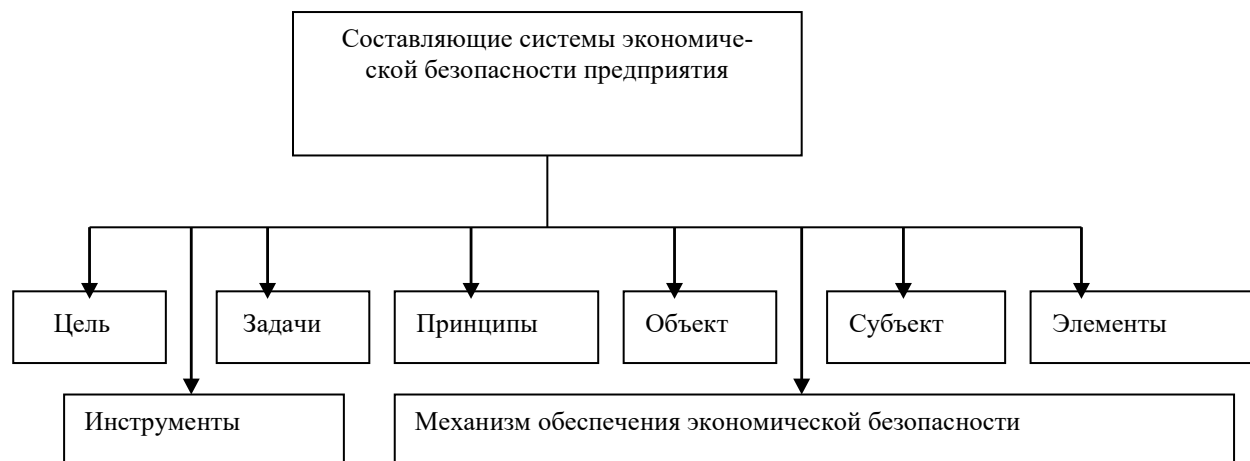 Составляющие системы экономиче-
ской безопасности предприятия
Цель
Задачи
Принципы
Объект
Субъект
Элементы
Инструменты
Механизм обеспечения экономической безопасности